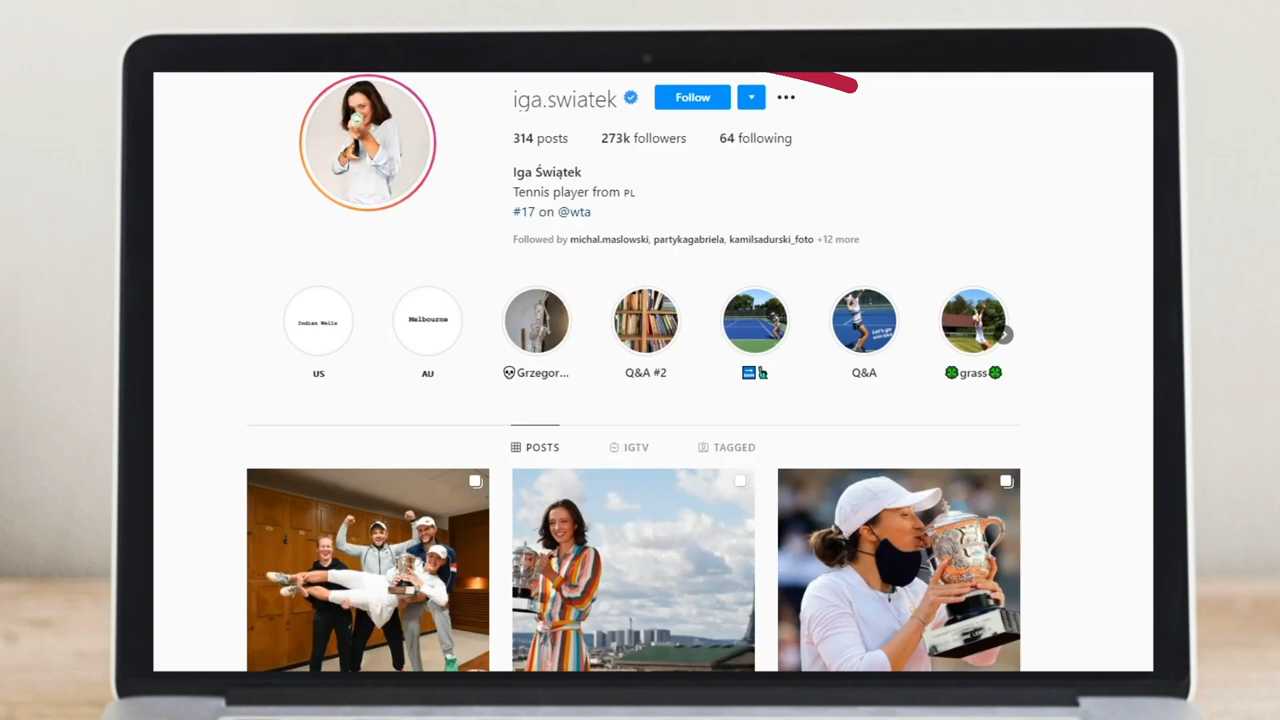 iga.swiatek Follow
314 posts 273k followers 64 following
Iga Świątek
Tennis player from PL
#17 on @wta
Followed by michal.maslowski, partykagabriela, kamilsadurski_foto +12 more
Indian Wells Melbourne
US AU 💀Grzegor... Q&A #2 Q&A 🍀grass🍀
POSTS IGTV TAGGED